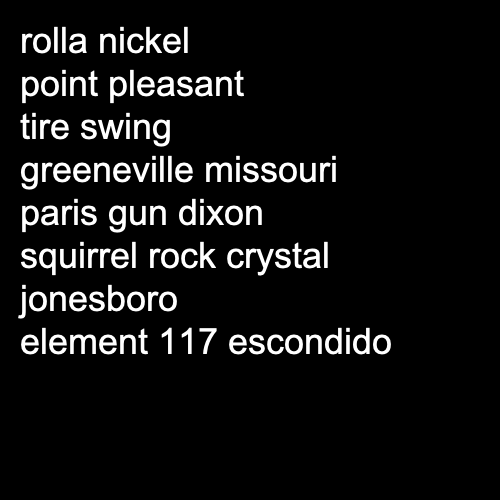 rolla nickel
point pleasant
tire swing
greeneville missouri
paris gun dixon
squirrel rock crystal
jonesboro
element 117 escondido